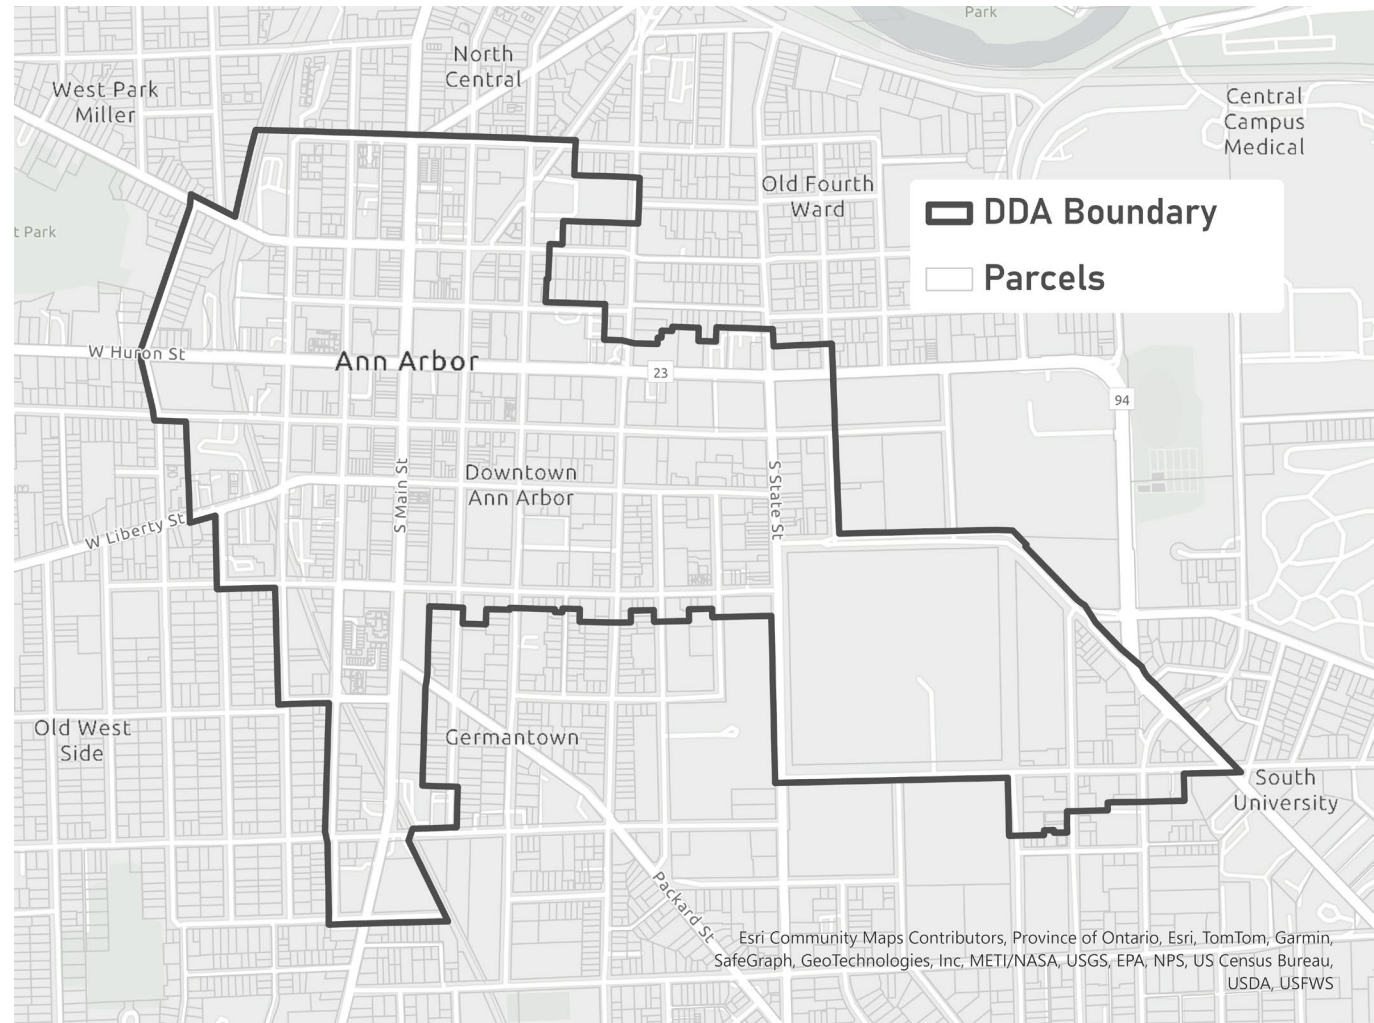 Park
North
Central
West Park
Miller
Central
Campus
Medical
Old Fourth
Ward
DDA Boundary
t Park
Parcels
W Huron St
Ann Arbor
23
94
S Main St
Downtown
Ann Arbor
S State St
W Liberty St
Old West
Side
Germantown
South
University
Packard St
Esri Community Maps Contributors, Province of Ontario, Esri, TomTom, Garmin,
SafeGraph, GeoTechnologies, Inc, METI/NASA, USGS, EPA, NPS, US Census Bureau,
USDA, USFWS